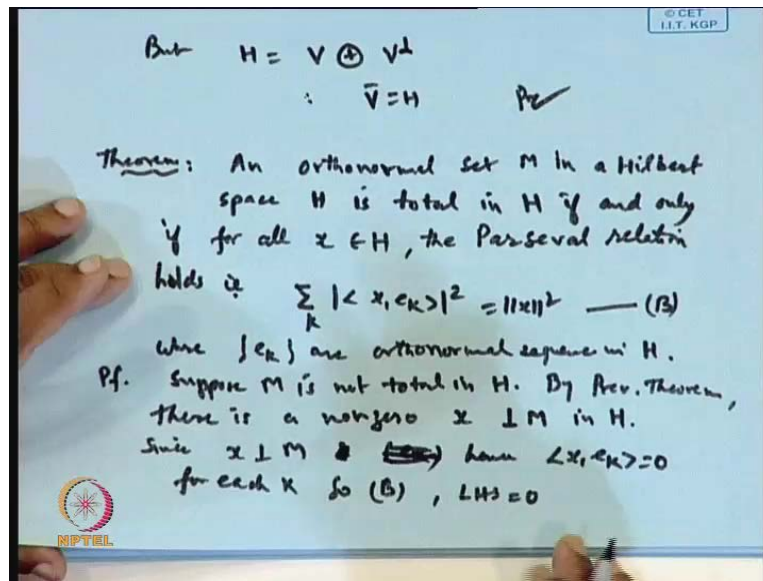 © CET
I.I.T. KGP
But H = V ⊕ V⊥
∴ V̄ = H
Theorem: An orthonormal set M in a Hilbert
space H is total in H if and only
if for all x ∈ H, the Parseval relation
holds ie Σ_k |< x, e_k >|² = ||x||² —— (B)
where {e_k} are orthonormal sequence in H.
Pf. Suppose M is not total in H. By Prev. Theorem,
there is a nonzero x ⊥ M in H.
Since x ⊥ M hence <x, e_k> = 0
for each k So (B), LHS = 0
NPTEL